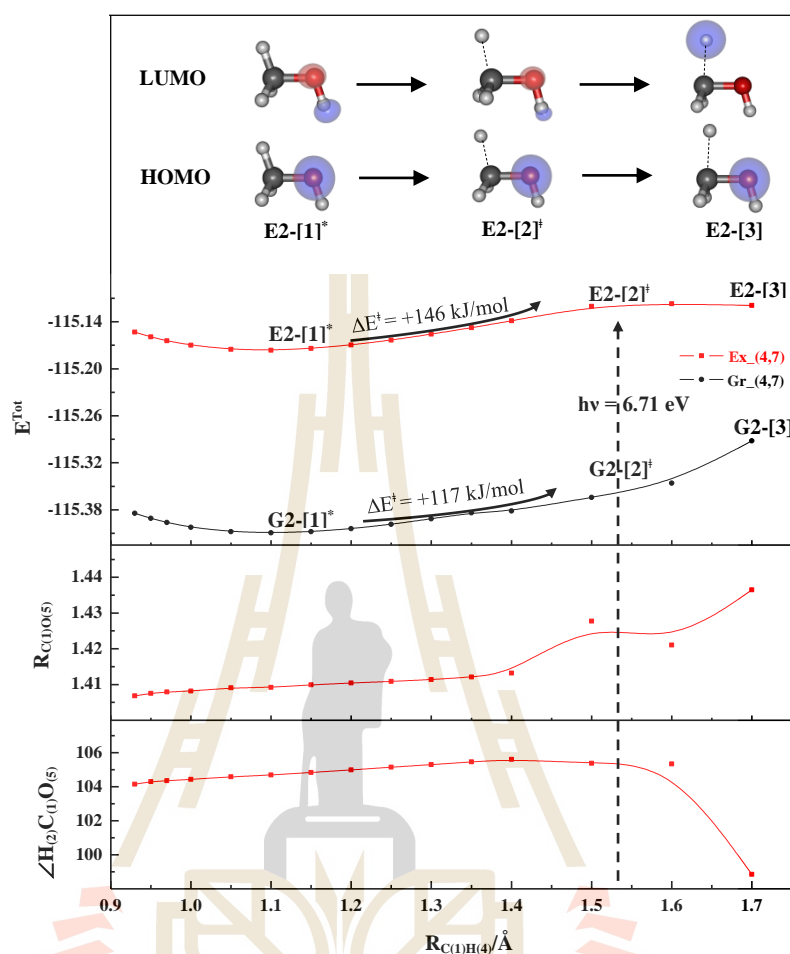 LUMO
HOMO
E2-[1]* E2-[2]‡ E2-[3]
E2-[1]* ΔE‡ = +146 kJ/mol E2-[2]‡ E2-[3]
Ex_(4,7)
Gr_(4,7)
hν = 6.71 eV
G2-[1]* ΔE‡ = +117 kJ/mol G2-[2]‡ G2-[3]
E^Tot
-115.14
-115.20
-115.26
-115.32
-115.38
R_C(1)O(5)
1.44
1.43
1.42
1.41
∠H(2)C(1)O(5)
106
104
102
100
0.9 1.0 1.1 1.2 1.3 1.4 1.5 1.6 1.7
R_C(1)H(4)/Å